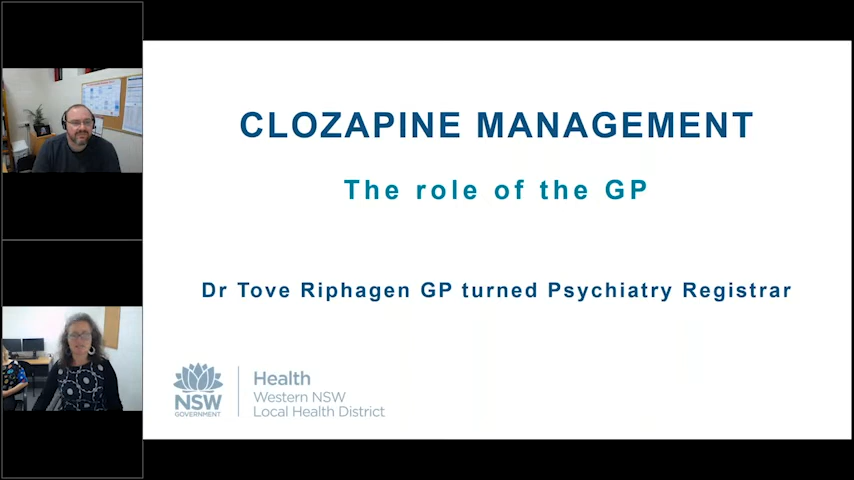 CLOZAPINE MANAGEMENT
The role of the GP
Dr Tove Riphagen GP turned Psychiatry Registrar
NSW
GOVERNMENT
Health
Western NSW
Local Health District